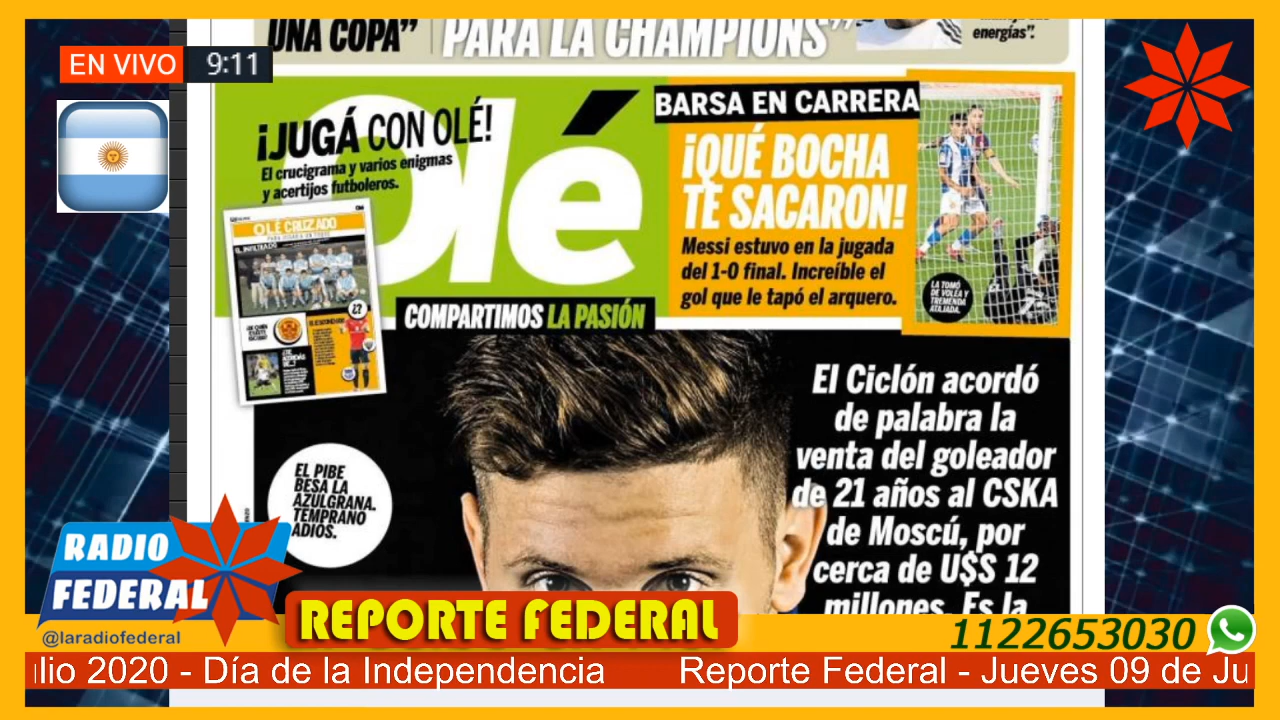 UNA COPA”
PARA LA CHAMPIONS”
energías”.
EN VIVO 9:11
¡JUGÁ CON OLÉ!
El crucigrama y varios enigmas
y acertijos futboleros.
Olé
COMPARTIMOS LA PASIÓN
OLÉ CRUZADO
EL INFILTRADO
BARSA EN CARRERA
¡QUÉ BOCHA
TE SACARON!
Messi estuvo en la jugada
del 1-0 final. Increíble el
gol que le tapó el arquero.
LA TOMÓ
DE VOLEA Y
TREMENDA
ATAJADA.
El Ciclón acordó
de palabra la
venta del goleador
de 21 años al CSKA
de Moscú, por
cerca de U$S 12
millones. Es la
EL PIBE
BESA LA
AZULGRANA.
TEMPRANO
ADIÓS.
RADIO
FEDERAL
@laradiofederal
REPORTE FEDERAL
1122653030
ulio 2020 - Día de la Independencia Reporte Federal - Jueves 09 de Ju